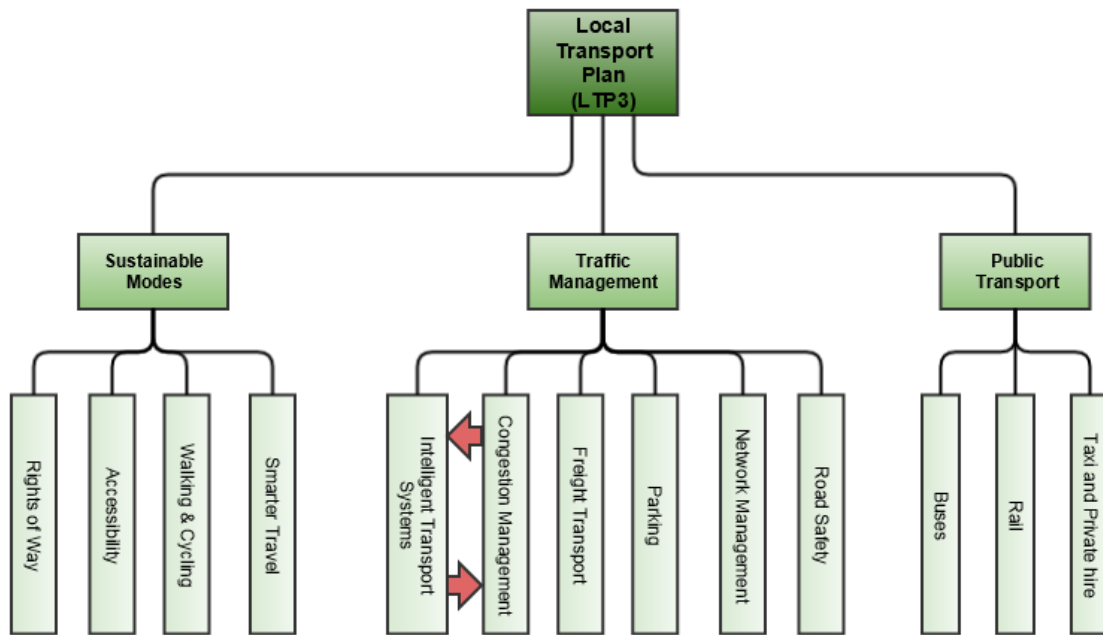 Local
Transport
Plan
(LTP3)
Sustainable
Modes
Traffic
Management
Public
Transport
Rights of Way
Accessibility
Walking & Cycling
Smarter Travel
Intelligent Transport
Systems
Congestion Management
Freight Transport
Parking
Network Management
Road Safety
Buses
Rail
Taxi and Private hire